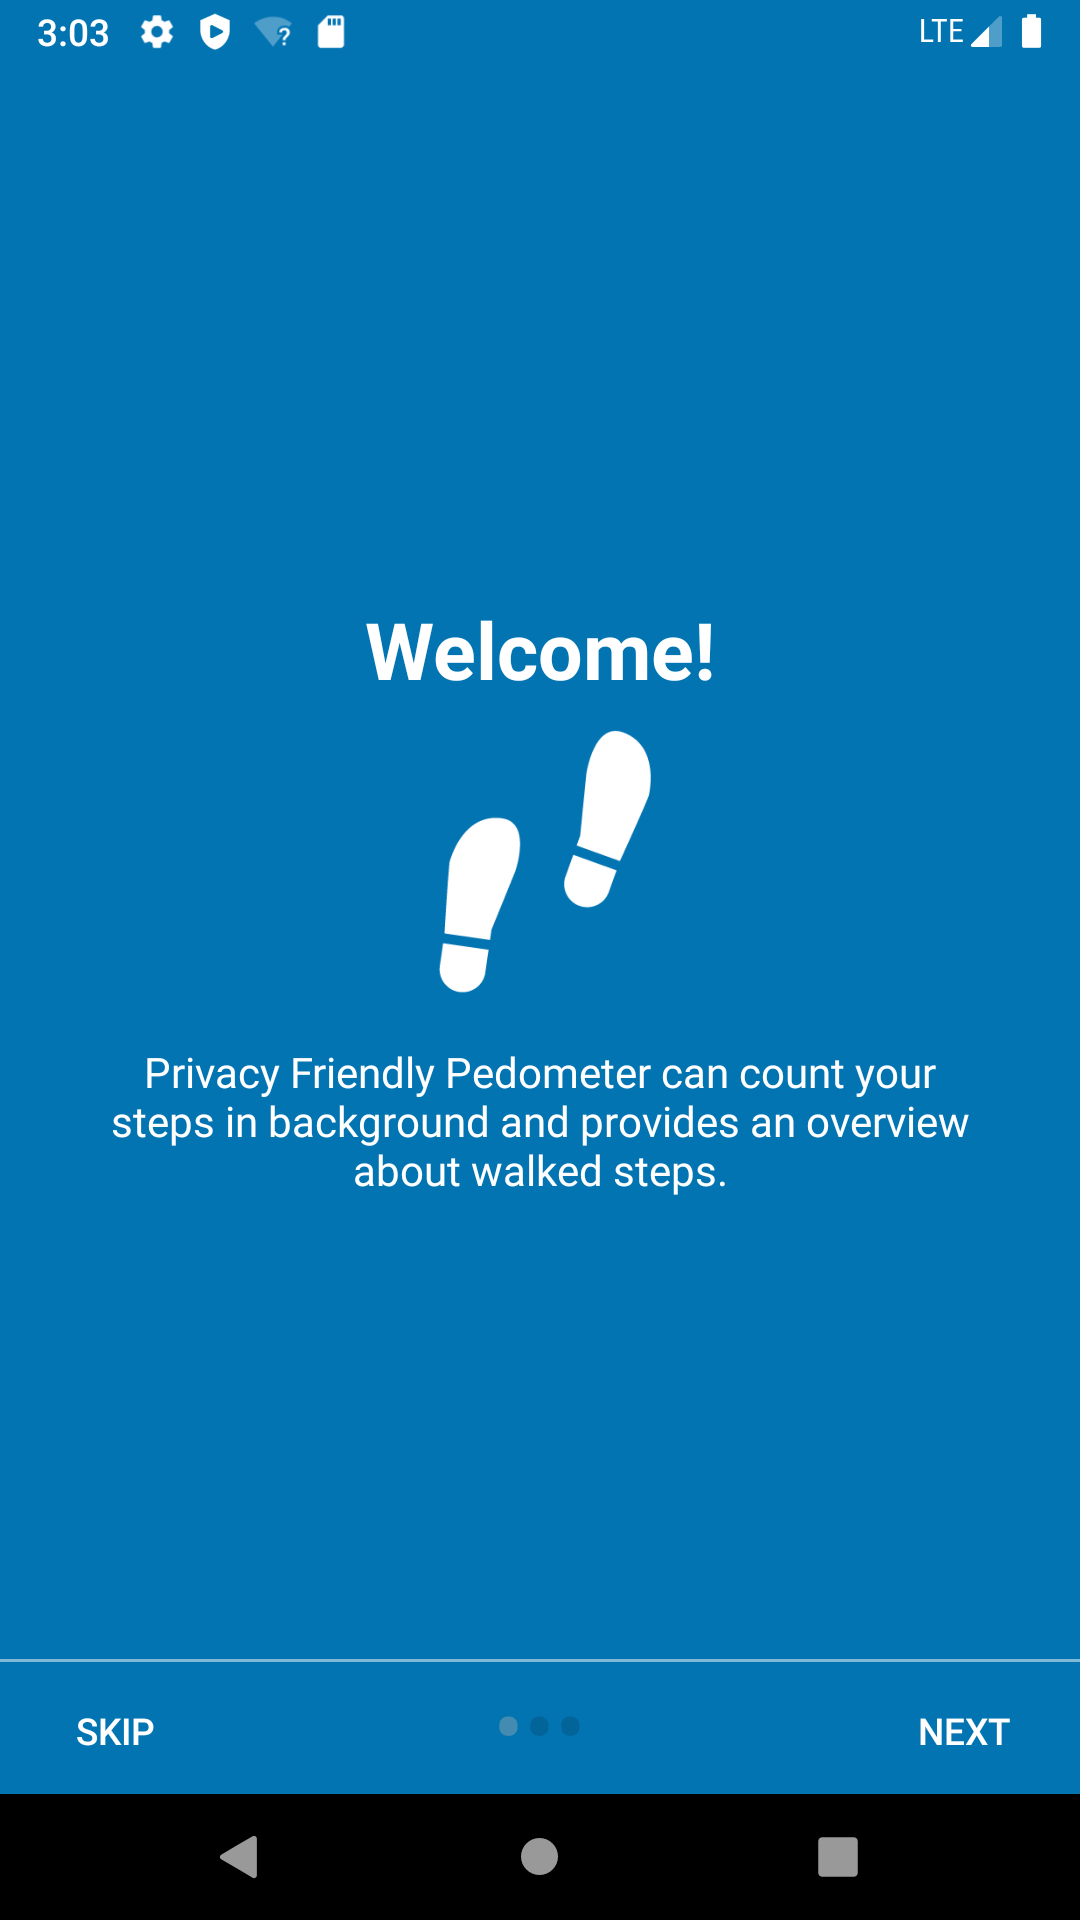 3:03
LTE
Welcome!
Privacy Friendly Pedometer can count your
steps in background and provides an overview
about walked steps.
SKIP
NEXT